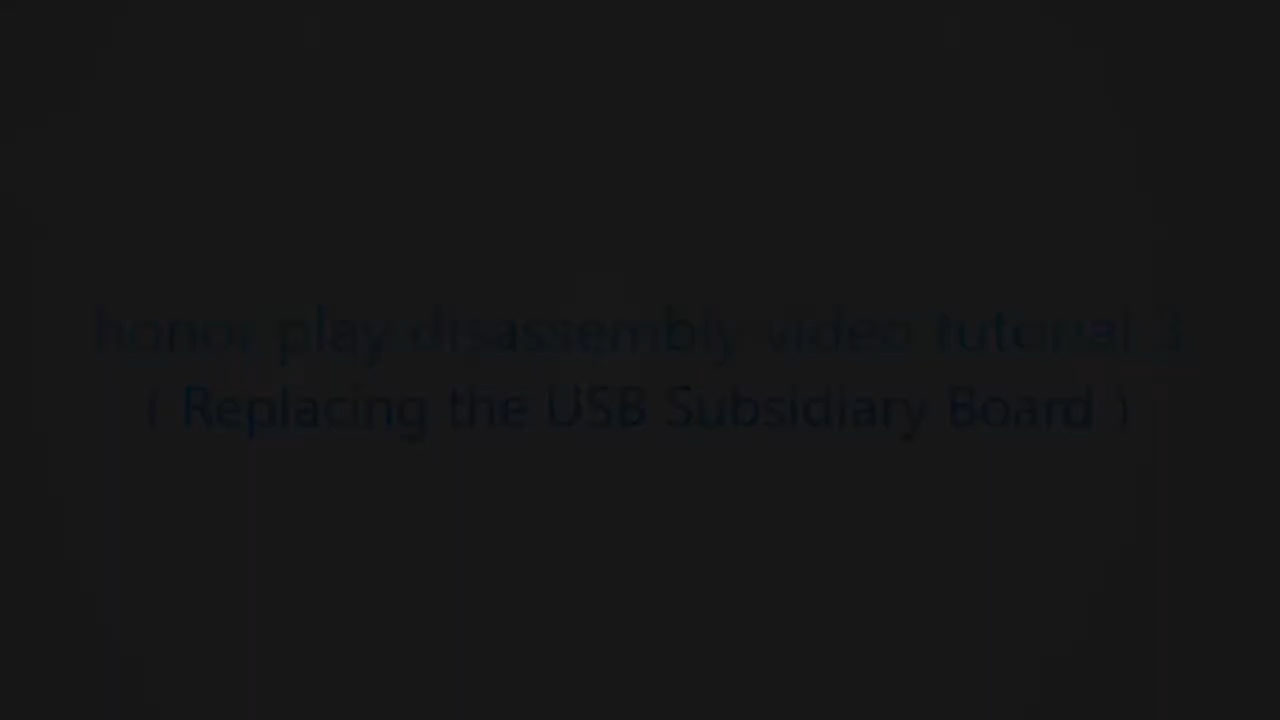 honor play disassembly video tutorial 3
( Replacing the USB Subsidiary Board )